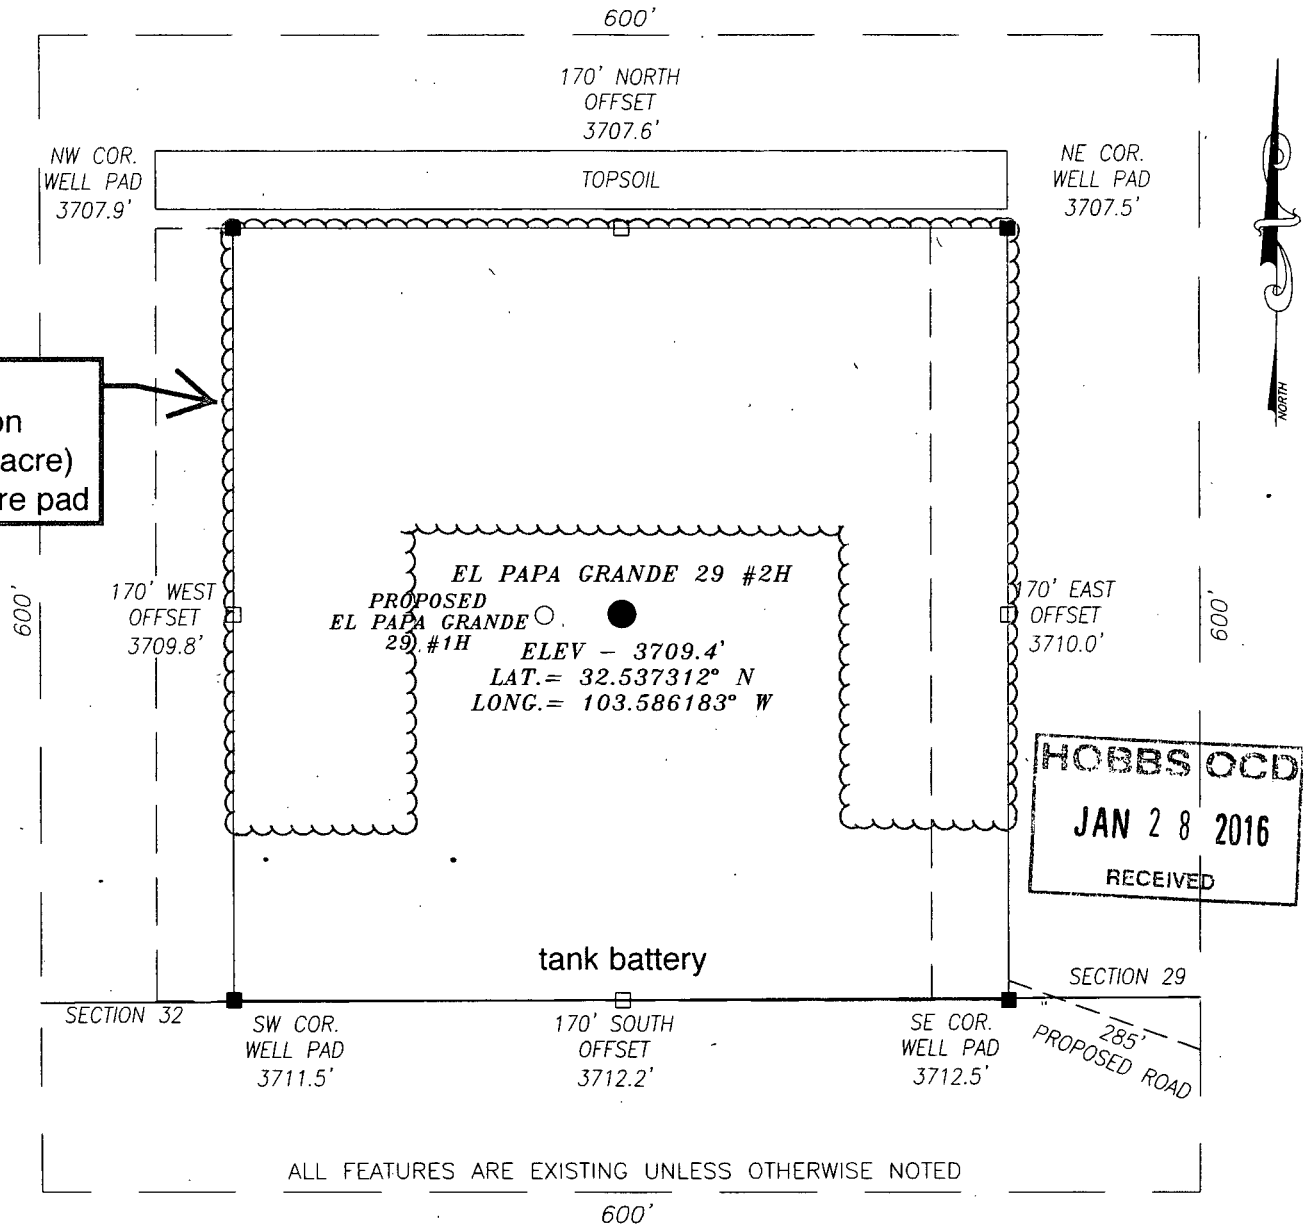 600'
170' NORTH
OFFSET
3707.6'
NW COR.
WELL PAD
3707.9'
TOPSOIL
NE COR.
WELL PAD
3707.5'
NORTH
on
acre)
re pad
600'
170' WEST
OFFSET
3709.8'
EL PAPA GRANDE 29 #2H
PROPOSED
EL PAPA GRANDE
29 #1H
ELEV - 3709.4'
LAT.= 32.537312° N
LONG.= 103.586183° W
170' EAST
OFFSET
3710.0'
600'
HOBBS OCD
JAN 28 2016
RECEIVED
tank battery
SECTION 32
SECTION 29
SW COR.
WELL PAD
3711.5'
170' SOUTH
OFFSET
3712.2'
SE COR.
WELL PAD
3712.5'
285'
PROPOSED ROAD
ALL FEATURES ARE EXISTING UNLESS OTHERWISE NOTED
600'